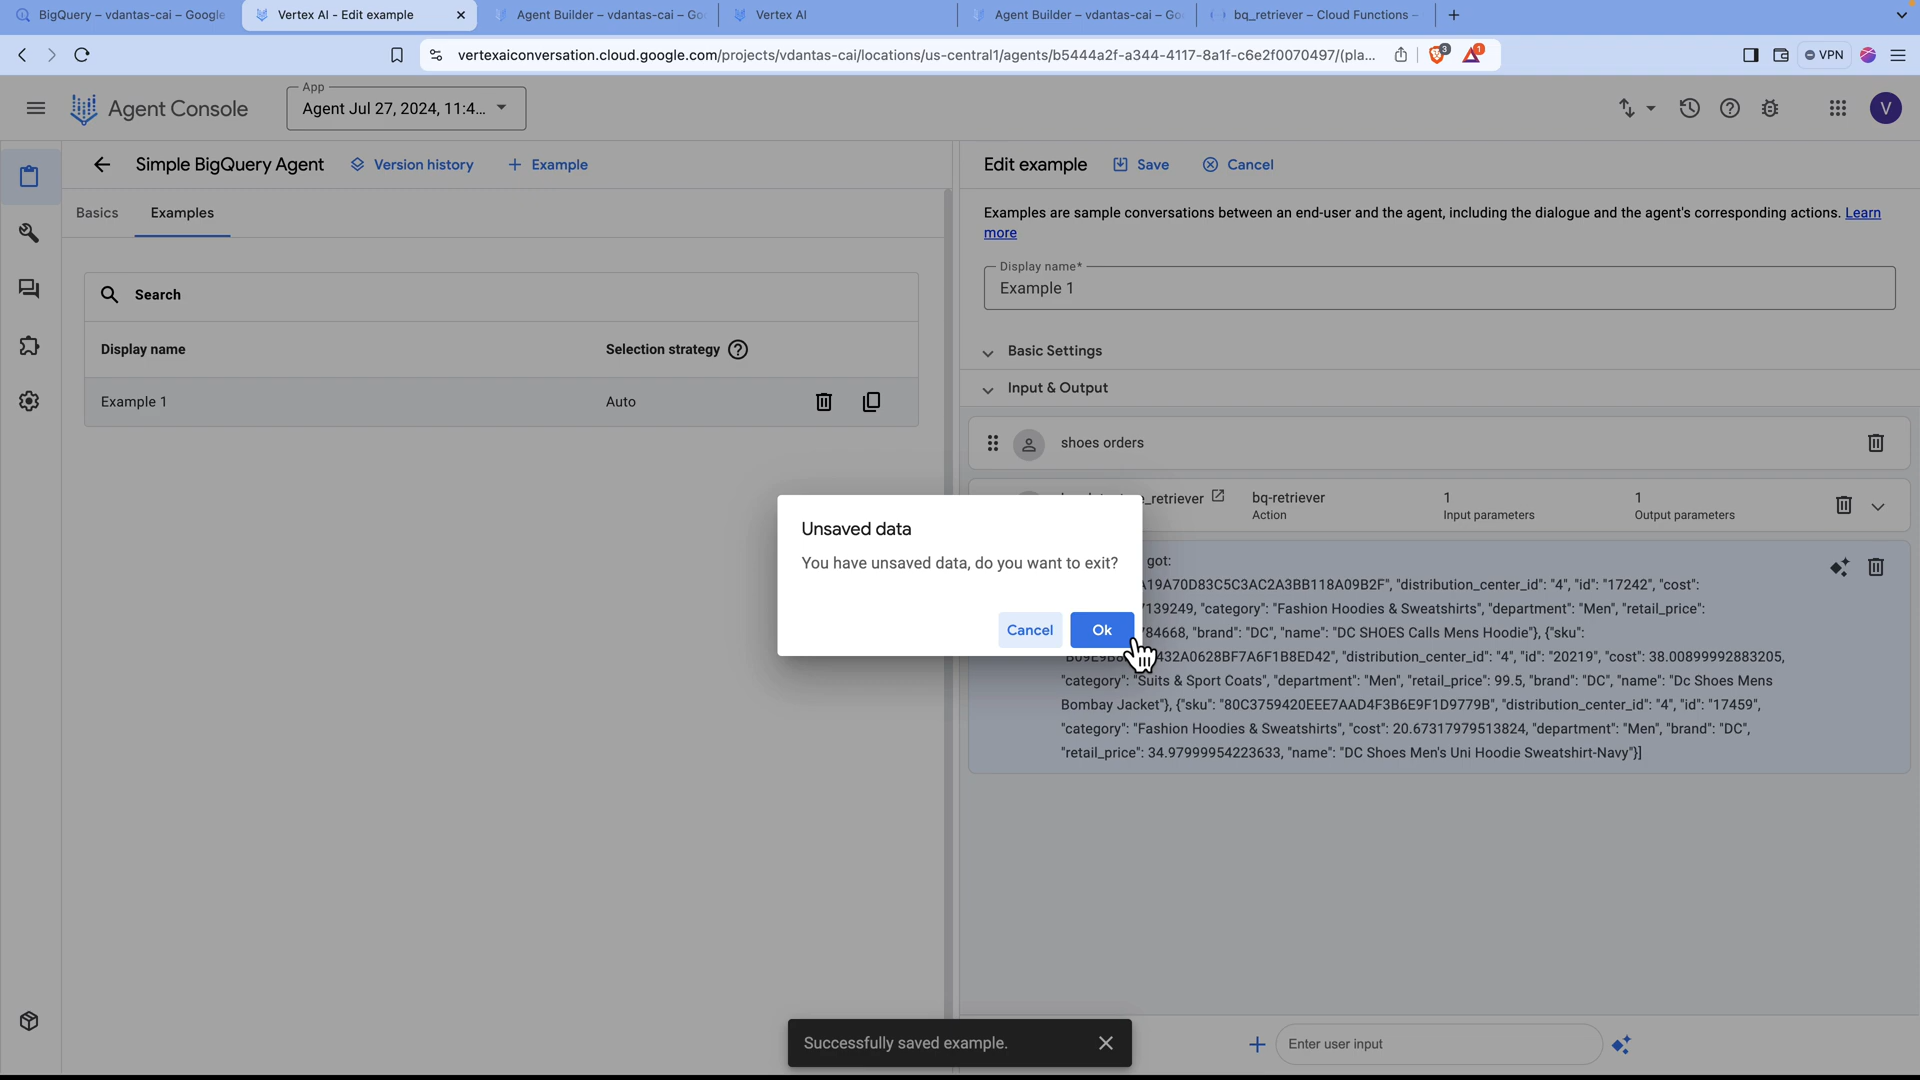 BigQuery – vdantas-cai – Google
Vertex AI - Edit example
Agent Builder – vdantas-cai – Go
Vertex AI
Agent Builder – vdantas-cai – Go
bq_retriever – Cloud Functions –
vertexaiconversation.cloud.google.com/projects/vdantas-cai/locations/us-central1/agents/b5444a2f-a344-4117-8a1f-c6e2f0070497/(pla...
3
1
VPN
Agent Console
App
Agent Jul 27, 2024, 11:4...
V
Simple BigQuery Agent
Version history
Example
Basics
Examples
Search
Display name
Selection strategy
Example 1
Auto
Edit example
Save
Cancel
Examples are sample conversations between an end-user and the agent, including the dialogue and the agent's corresponding actions. Learn
more
Display name*
Example 1
Basic Settings
Input & Output
shoes orders
_retriever
bq-retriever
Action
1
Input parameters
1
Output parameters
got:
A19A70D83C5C3AC2A3BB118A09B2F", "distribution_center_id": "4", "id": "17242", "cost":
7139249, "category": "Fashion Hoodies & Sweatshirts", "department": "Men", "retail_price":
784668, "brand": "DC", "name": "DC SHOES Calls Mens Hoodie"}, {"sku":
432A0628BF7A6F1B8ED42", "distribution_center_id": "4", "id": "20219", "cost": 38.00899992883205,
"category": "Suits & Sport Coats", "department": "Men", "retail_price": 99.5, "brand": "DC", "name": "Dc Shoes Mens
Bombay Jacket"}, {"sku": "80C3759420EEE7AAD4F3B6E9F1D9779B", "distribution_center_id": "4", "id": "17459",
"category": "Fashion Hoodies & Sweatshirts", "cost": 20.67317979513824, "department": "Men", "brand": "DC",
"retail_price": 34.97999954223633, "name": "DC Shoes Men's Uni Hoodie Sweatshirt-Navy"}]
Unsaved data
You have unsaved data, do you want to exit?
Cancel
Ok
Successfully saved example.
Enter user input